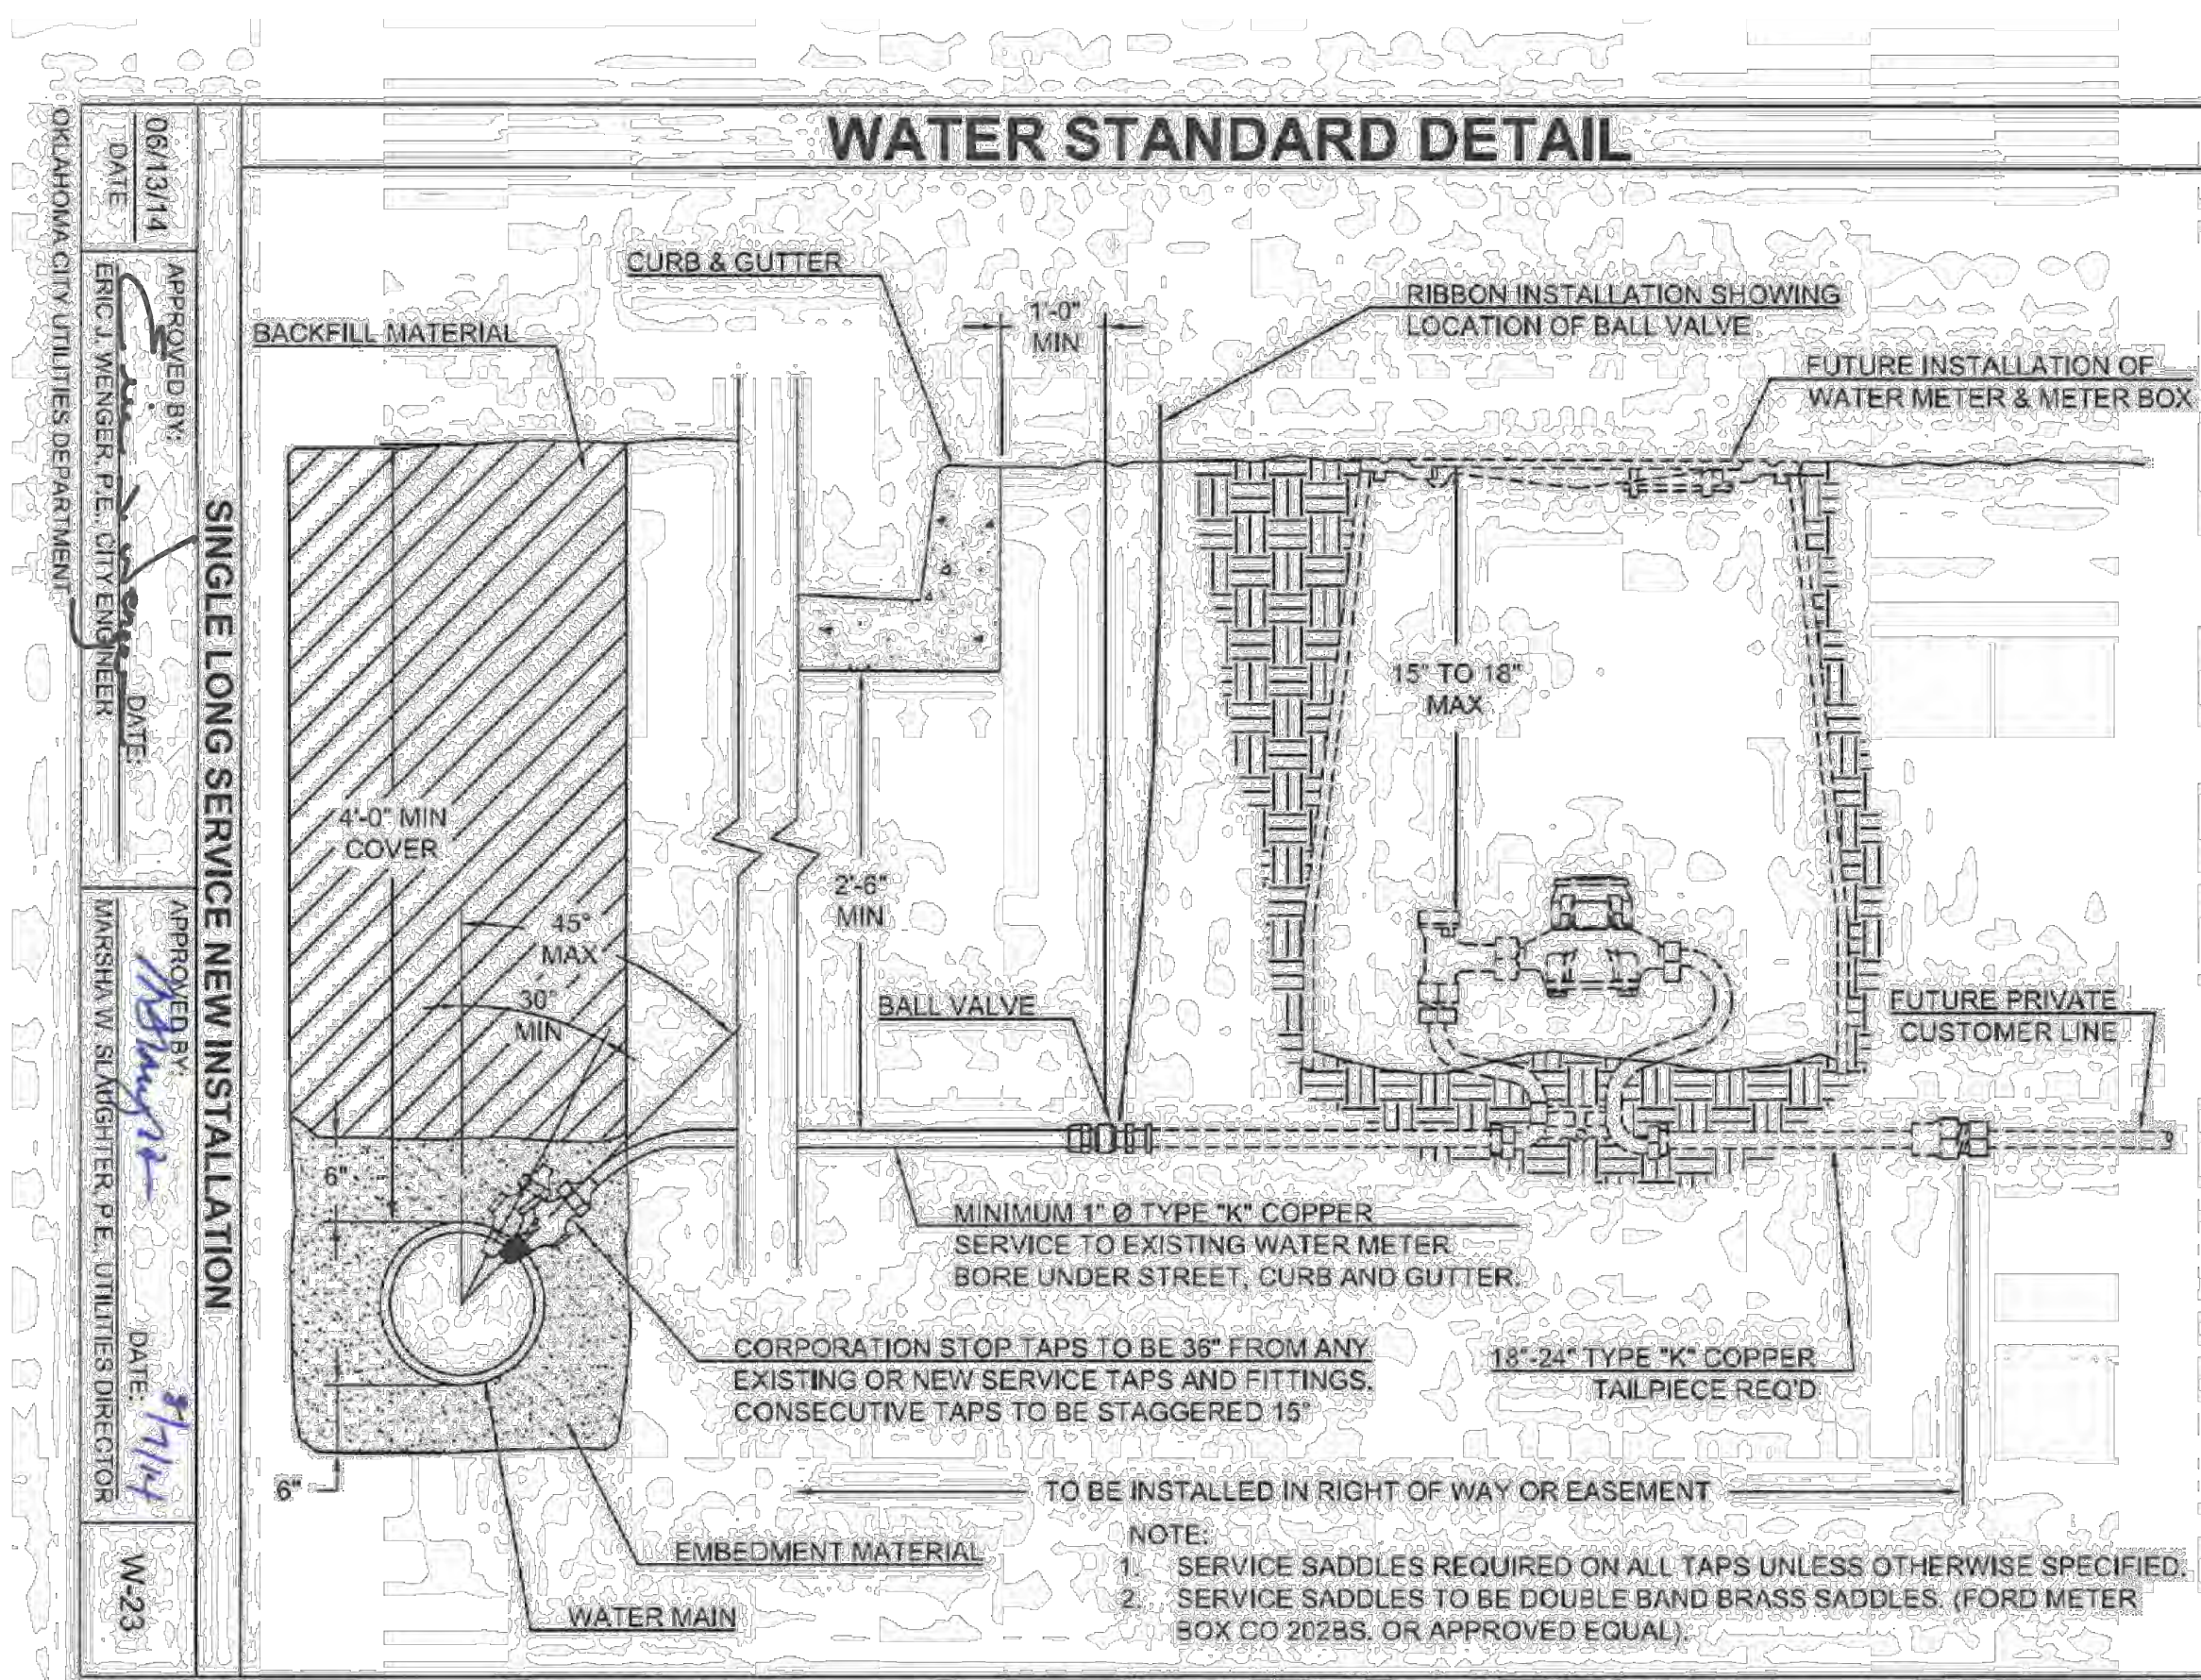 WATER STANDARD DETAIL
CURB & GUTTER
1'-0"
MIN
RIBBON INSTALLATION SHOWING
LOCATION OF BALL VALVE
BACKFILL MATERIAL
FUTURE INSTALLATION OF
WATER METER & METER BOX
15" TO 18"
MAX
4'-0" MIN
COVER
2'-6"
MIN
45°
MAX
30°
MIN
BALL VALVE
FUTURE PRIVATE
CUSTOMER LINE
6"
MINIMUM 1" Ø TYPE "K" COPPER
SERVICE TO EXISTING WATER METER
BORE UNDER STREET, CURB AND GUTTER.
CORPORATION STOP TAPS TO BE 36" FROM ANY
EXISTING OR NEW SERVICE TAPS AND FITTINGS.
CONSECUTIVE TAPS TO BE STAGGERED 15°
18"-24" TYPE "K" COPPER
TAILPIECE REQ'D
6"
TO BE INSTALLED IN RIGHT OF WAY OR EASEMENT
EMBEDMENT MATERIAL
WATER MAIN
NOTE:
1. SERVICE SADDLES REQUIRED ON ALL TAPS UNLESS OTHERWISE SPECIFIED.
2. SERVICE SADDLES TO BE DOUBLE BAND BRASS SADDLES. (FORD METER
BOX CO 202BS. OR APPROVED EQUAL).
SINGLE LONG SERVICE NEW INSTALLATION
06/13/14
DATE
APPROVED BY:
DATE:
ERIC J. WENGER, P.E., CITY ENGINEER
APPROVED BY:
DATE:
MARSHA W. SLAUGHTER, P.E., UTILITIES DIRECTOR
W-23
OKLAHOMA CITY UTILITIES DEPARTMENT